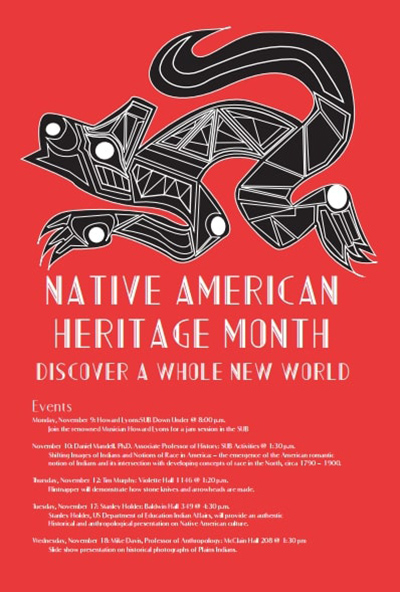 NATIVE AMERICAN
HERITAGE MONTH
DISCOVER A WHOLE NEW WORLD
Events
Monday, November 9: Howard Lyons: SUB Down Under @ 8:00 p.m.
Join the renowned Musician Howard Lyons for a jam session in the SUB
November 10: Daniel Mandell, Ph.D. Associate Professor of History: SUB Activities @ 1:30 p.m.
Shifting Images of Indians and Notions of Race in America: – the emergence of the American romantic
notion of Indians and its intersection with developing concepts of race in the North, circa 1790 – 1900.
Thursday, November 12: Tim Murphy: Violette Hall 1146 @ 1:20 p.m.
Flintnapper will demonstrate how stone knives and arrowheads are made.
Tuesday, November 17: Stanley Holder: Baldwin Hall 349 @ 4:30 p.m.
Stanley Holder, US Department of Education Indian Affairs, will provide an authentic
Historical and anthropological presentation on Native American culture.
Wednesday, November 18: Mike Davis, Professor of Anthropology: McClain Hall 208 @ 1:30 pm
Slide show presentation on historical photographs of Plains Indians.